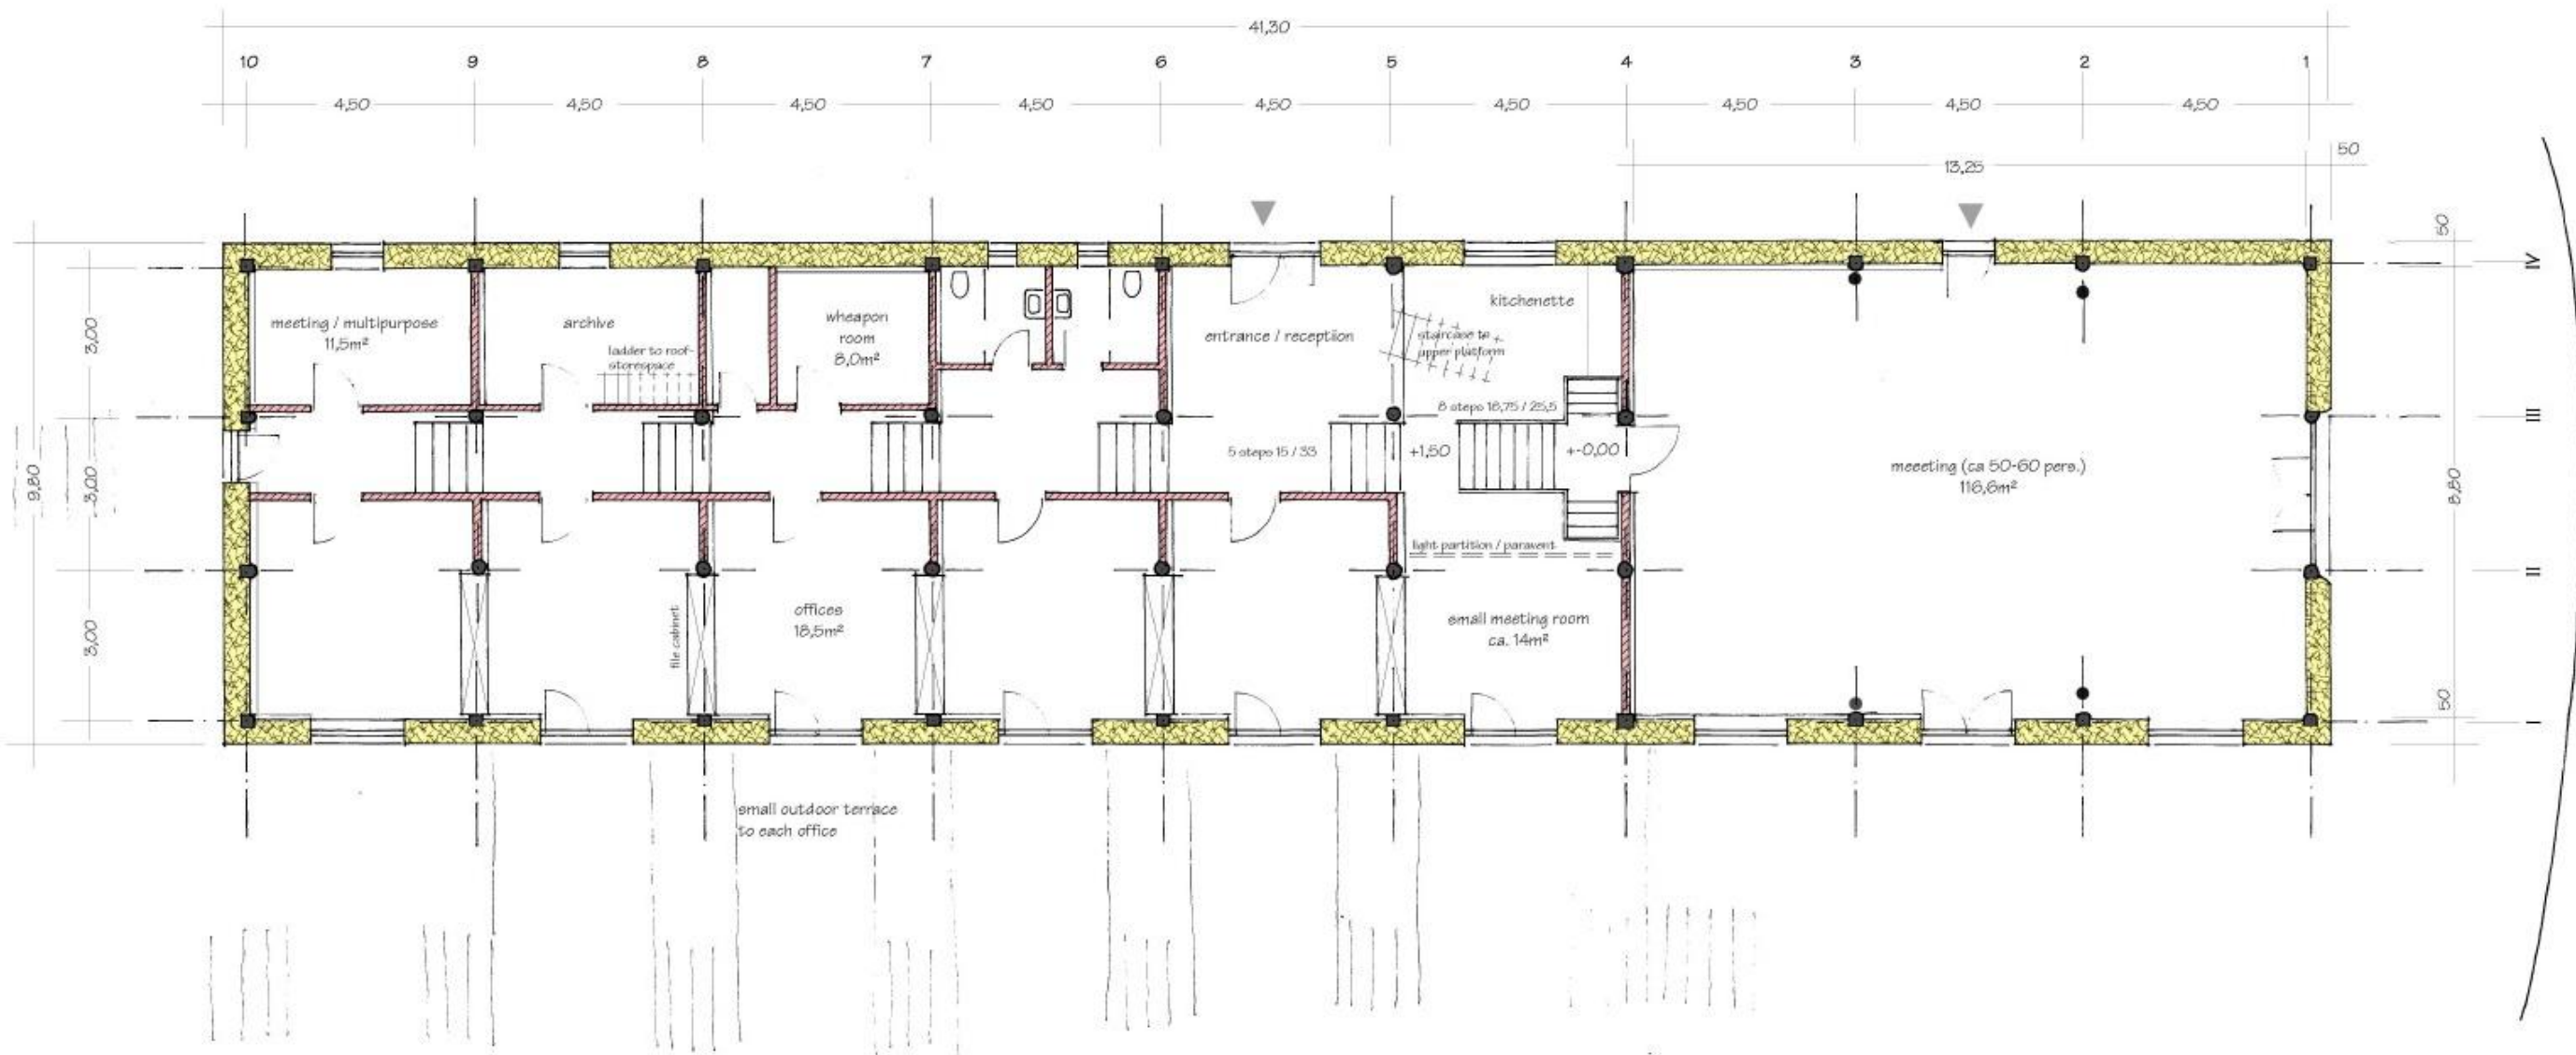 41,30
10 9 8 7 6 5 4 3 2 1
4,50 4,50 4,50 4,50 4,50 4,50 4,50 4,50 4,50
50
13,25
50
IV
3,00
meeting / multipurpose
11,5m²
archive
ladder to roof-
storespace
wheapon
room
8,0m²
entrance / reception
kitchenette
staircase to
upper platform
8 steps 18,75 / 25,5
III
9,80
3,00
5 steps 15 / 33
+1,50
+-0,00
meeeting (ca 50-60 pers.)
116,6m²
8,80
light partition / paravent
II
3,00
file cabinet
offices
18,5m²
small meeting room
ca. 14m²
50
I
small outdoor terrace
to each office